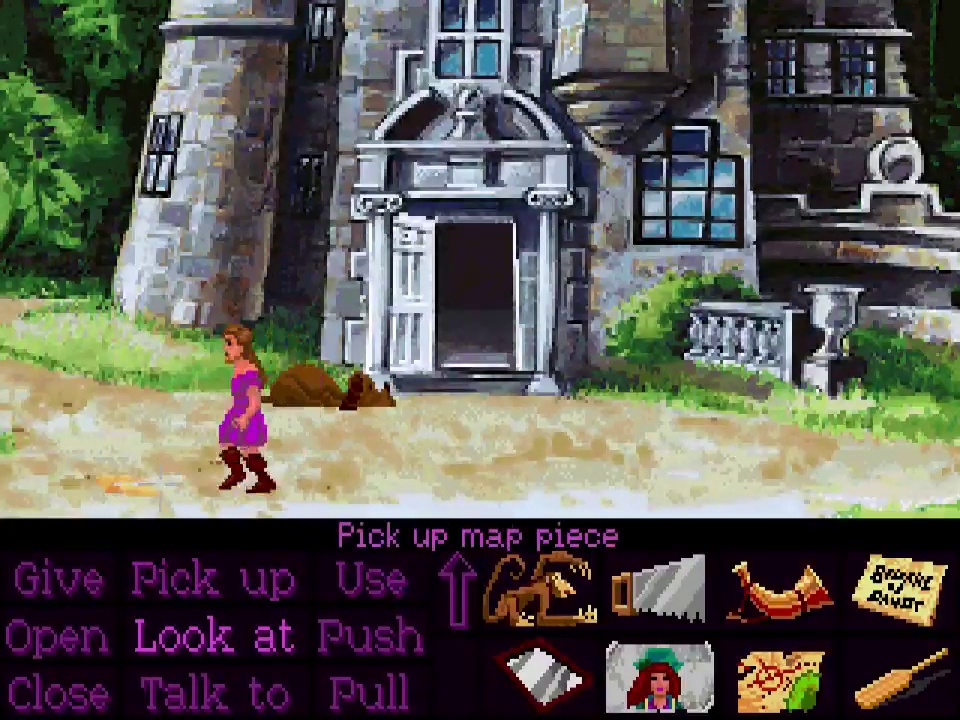 Pick up map piece
Give Pick up Use
Open Look at Push
Close Talk to Pull